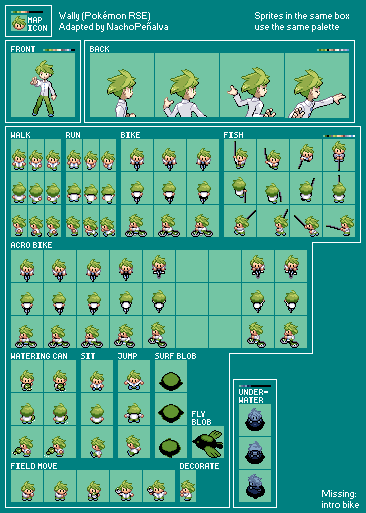 MAP
ICON
Wally (Pokémon RSE)
Adapted by NachoPeñalva
Sprites in the same box
use the same palette
FRONT
BACK
WALK
RUN
BIKE
FISH
ACRO BIKE
WATERING CAN
SIT
JUMP
SURF BLOB
FLY
BLOB
UNDER-
WATER
FIELD MOVE
DECORATE
Missing:
intro bike